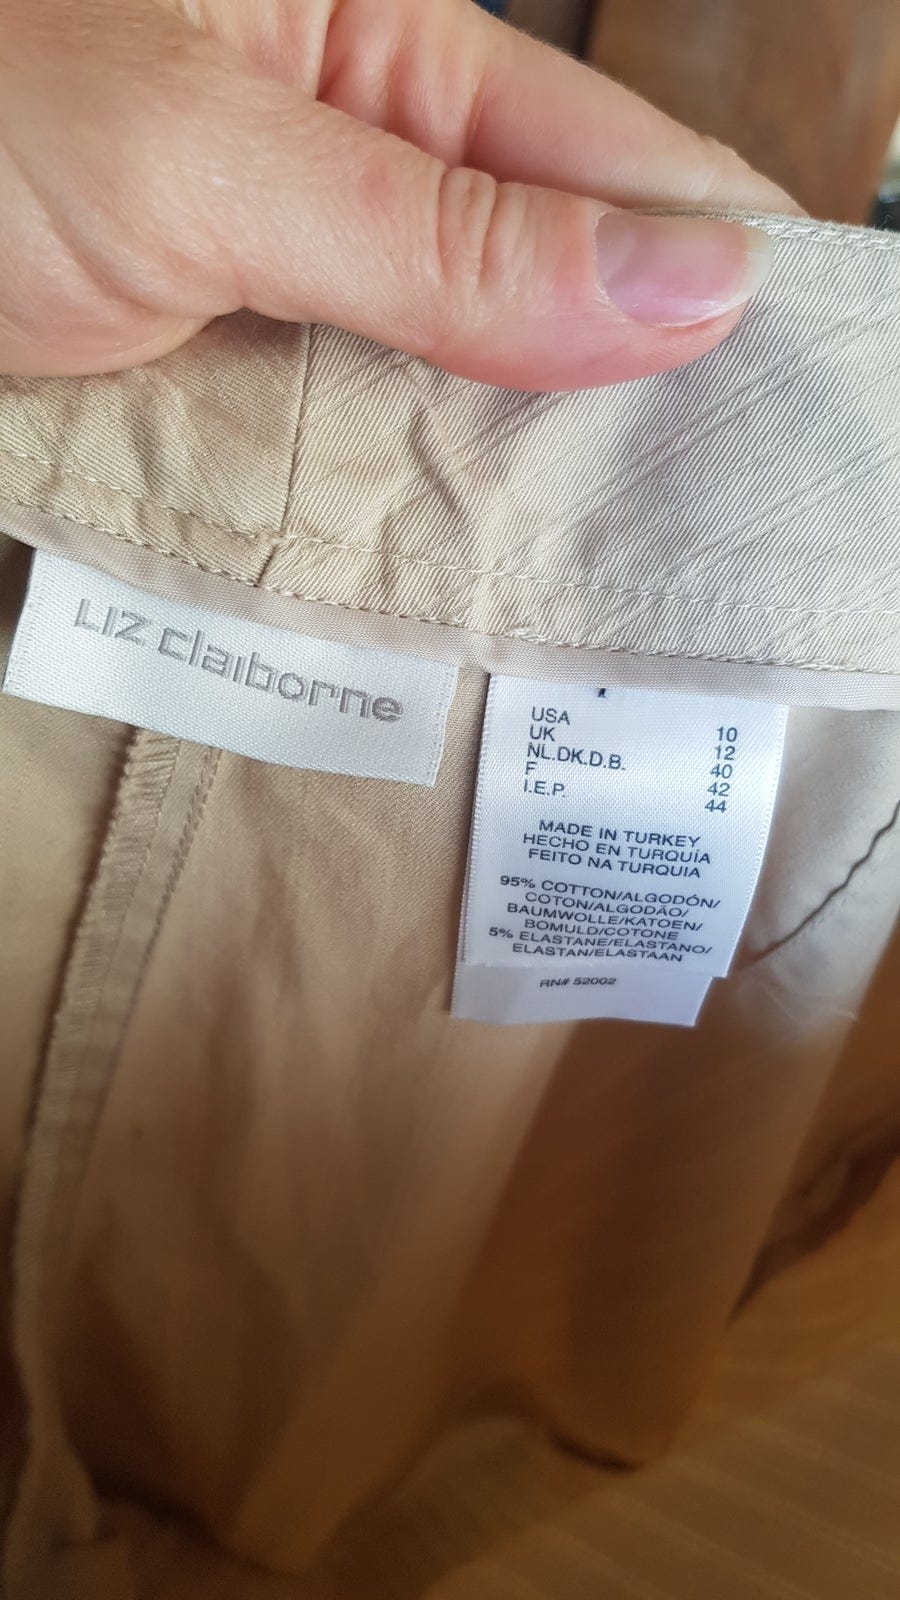 LIZ claiborne
USA 10
UK 12
NL.DK.D.B. 40
F 42
I.E.P. 44
MADE IN TURKEY
HECHO EN TURQUÍA
FEITO NA TURQUIA
95% COTTON/ALGODÓN/
COTON/ALGODÃO/
BAUMWOLLE/KATOEN/
BOMULD/COTONE
5% ELASTANE/ELASTANO/
ELASTAN/ELASTAAN
RN# 52002